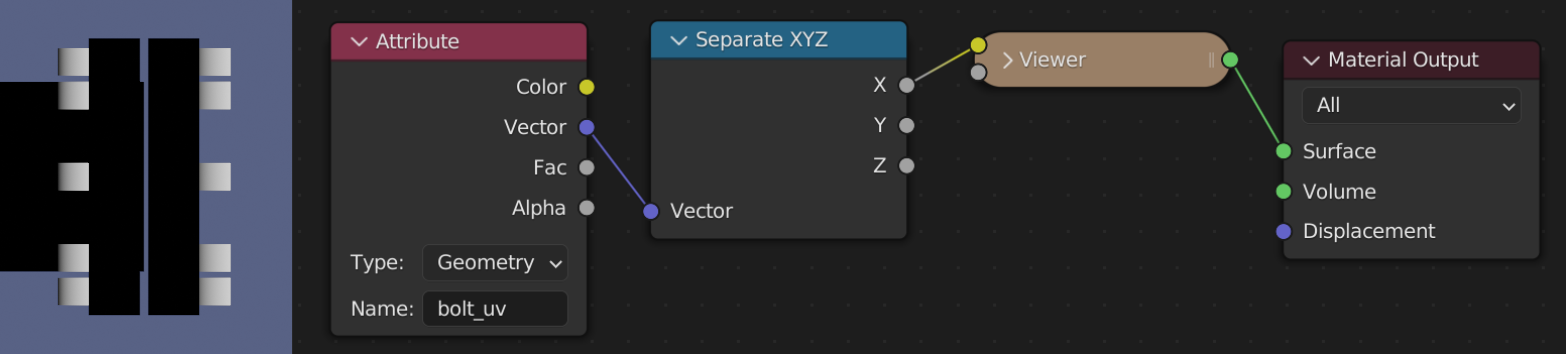 Attribute
Color
Vector
Fac
Alpha
Type: Geometry
Name: bolt_uv
Separate XYZ
X
Y
Z
Vector
Viewer
Material Output
All
Surface
Volume
Displacement